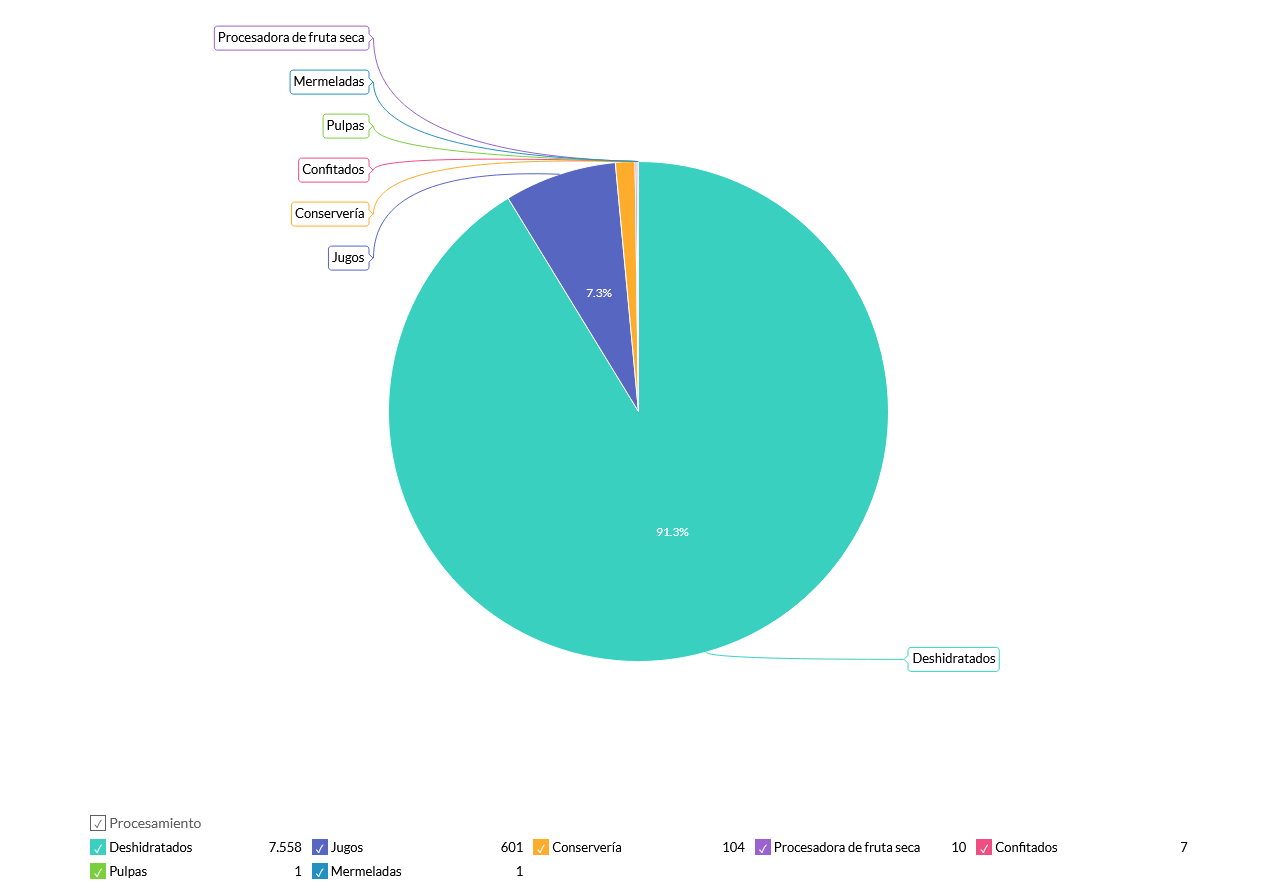 Procesadora de fruta seca
Mermeladas
Pulpas
Confitados
Conservería
Jugos
7.3%
91.3%
Deshidratados
Procesamiento
Deshidratados 7.558 Jugos 601 Conservería 104 Procesadora de fruta seca 10 Confitados 7
Pulpas 1 Mermeladas 1